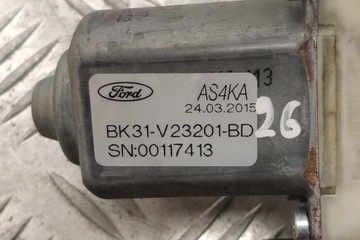 Ford
AS4KA
24.03.2015
BK31-V23201-BD
SN:00117413
26